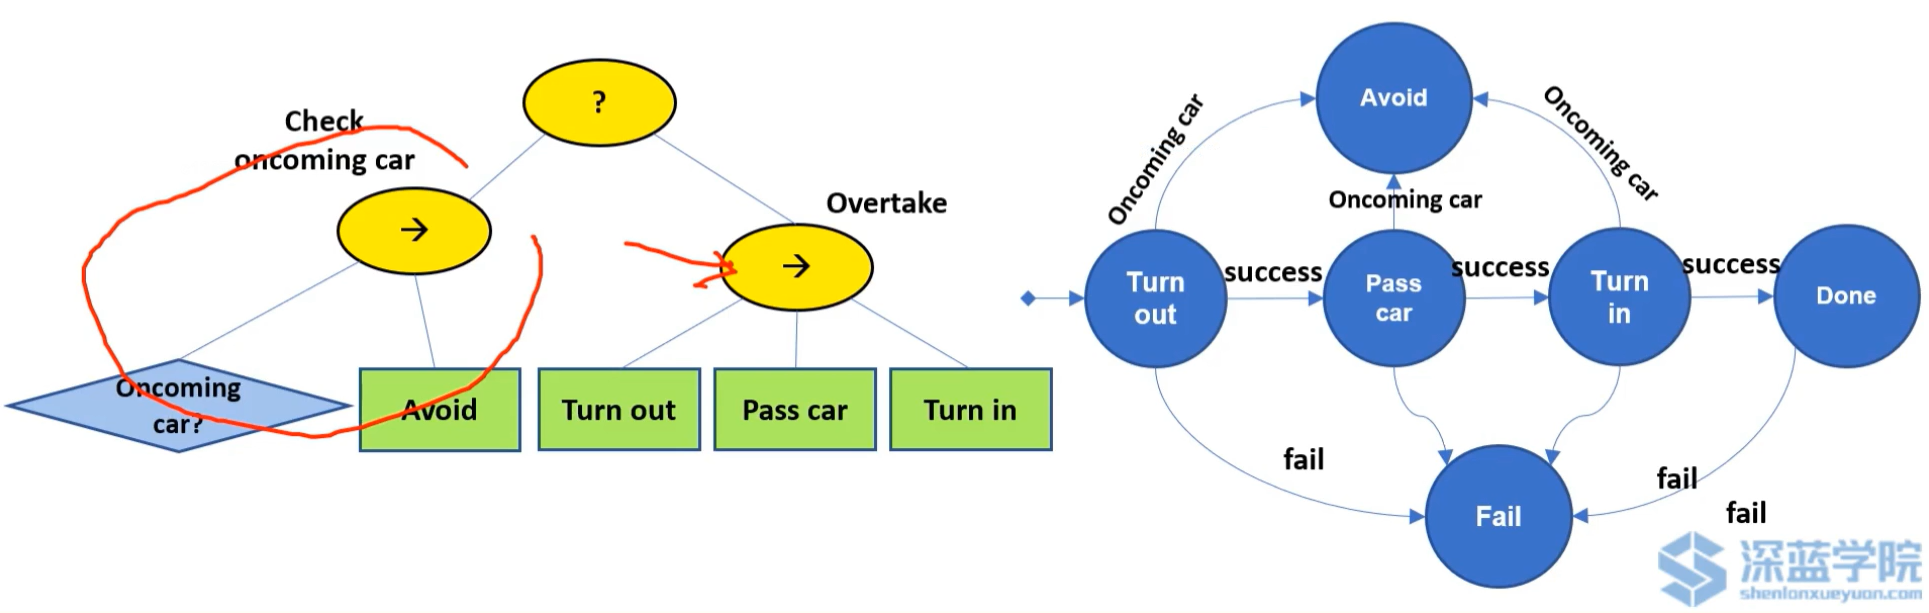 ?
Check
oncoming car
→
Overtake
→
Oncoming
car?
Avoid
Turn out
Pass car
Turn in
Avoid
Oncoming car
Oncoming car
Oncoming car
Turn
out
success
Pass
car
success
Turn
in
success
Done
fail
Fail
fail
fail
深蓝学院
shenlanxueyuan.com